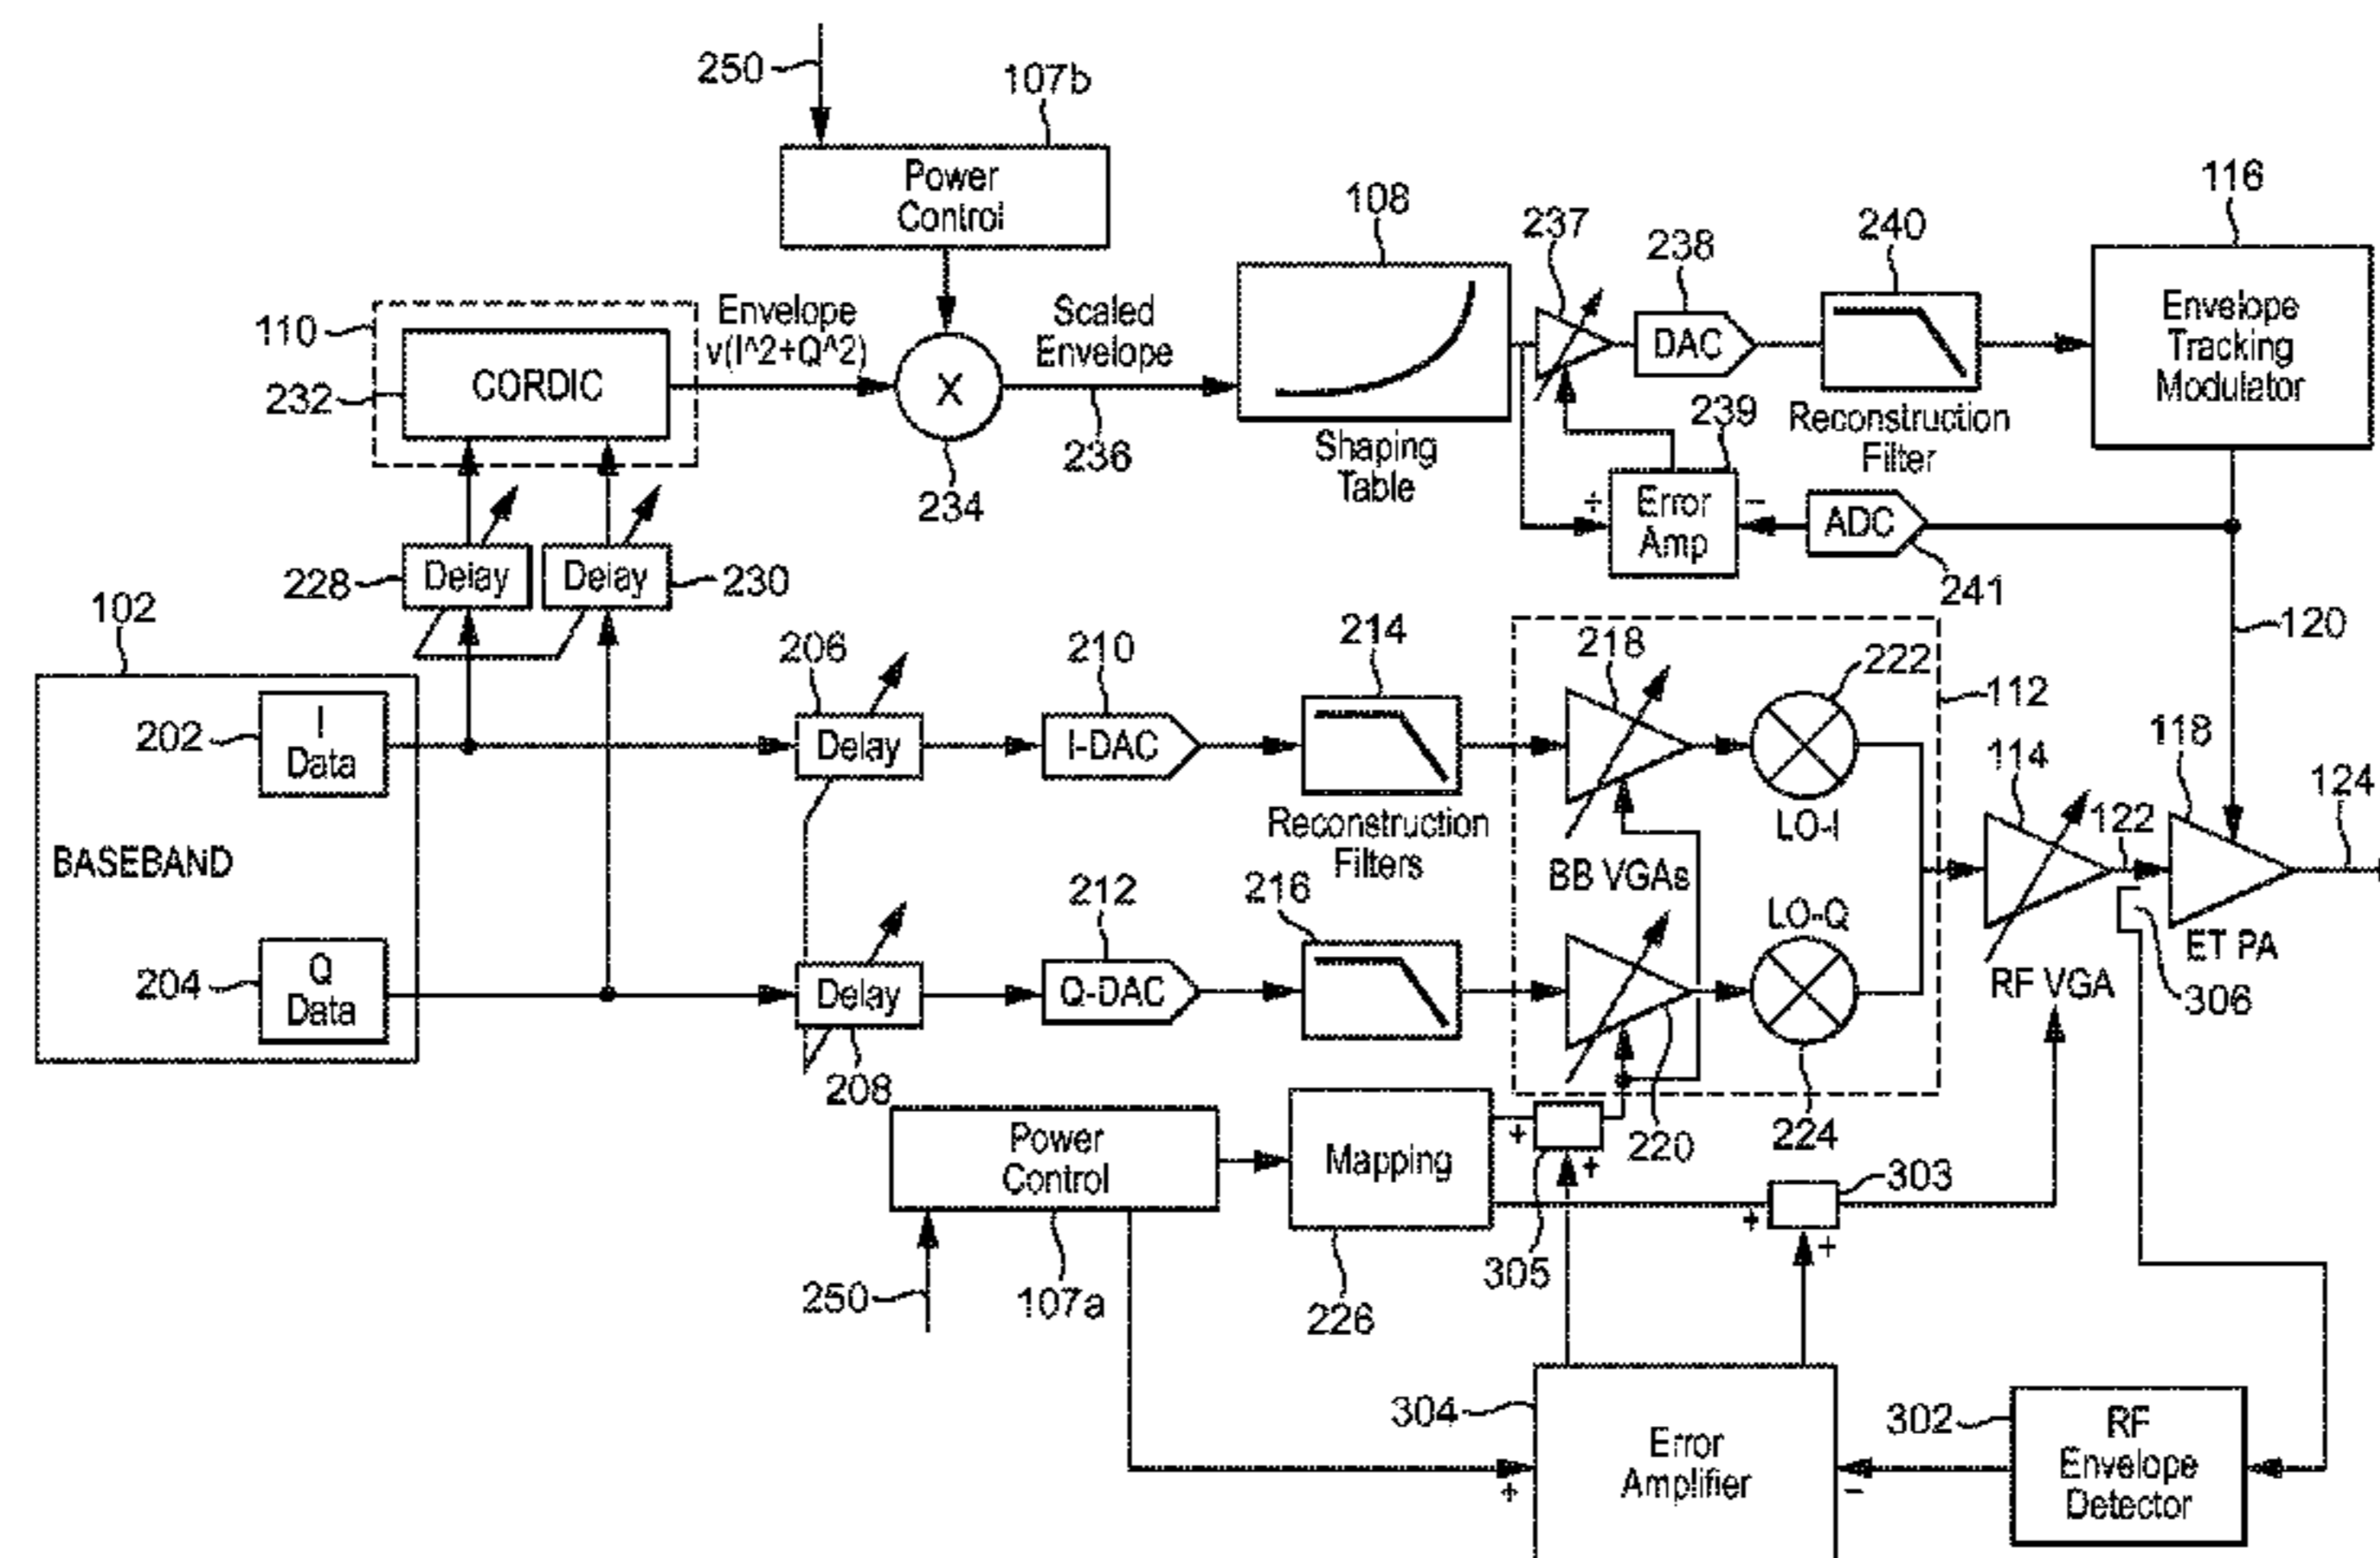 250
107b
Power
Control
108
237
238
240
116
110
232
CORDIC
Envelope
v(I^2+Q^2)
X
234
Scaled
Envelope
236
Shaping
Table
DAC
Reconstruction
Filter
Envelope
Tracking
Modulator
239
÷
Error
Amp
−
ADC
241
120
228
Delay
Delay
230
102
BASEBAND
202
I
Data
204
Q
Data
206
Delay
208
Delay
210
I-DAC
212
Q-DAC
214
Reconstruction
Filters
216
218
BB VGAs
220
222
LO-I
LO-Q
224
112
114
RF VGA
122
118
ET PA
124
306
Power
Control
107a
250
Mapping
226
+
+
305
303
+
+
304
Error
Amplifier
+
−
302
RF
Envelope
Detector